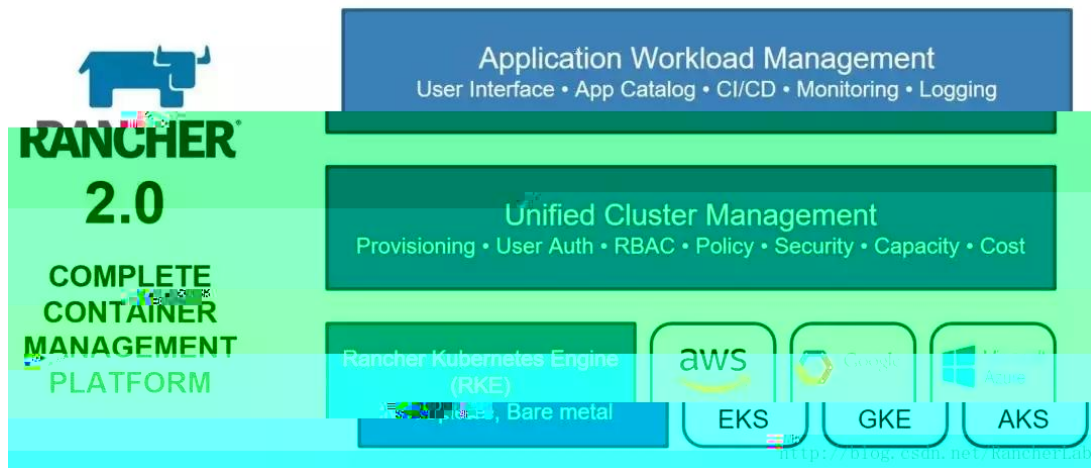 RANCHER®
2.0
COMPLETE
CONTAINER
MANAGEMENT
PLATFORM
Application Workload Management
User Interface • App Catalog • CI/CD • Monitoring • Logging
Unified Cluster Management
Provisioning • User Auth • RBAC • Policy • Security • Capacity • Cost
Rancher Kubernetes Engine
(RKE)
Bare metal
aws
EKS
Google
GKE
Azure
AKS
http://blog.csdn.net/RancherLab